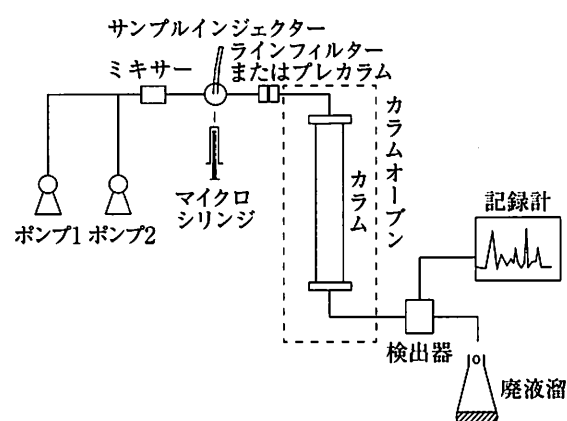 サンプルインジェクター
ラインフィルター
またはプレカラム
ミキサー
カラムオーブン
カラム
マイクロ
シリンジ
ポンプ1 ポンプ2
記録計
検出器
廃液溜